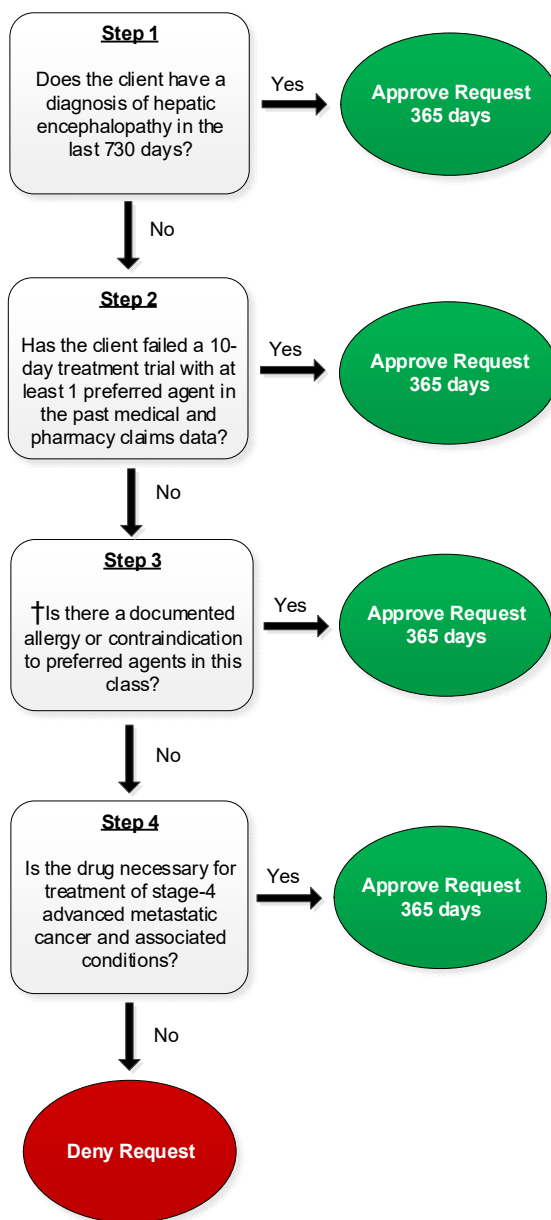 Step 1
Does the client have a
diagnosis of hepatic
encephalopathy in the
last 730 days?
Yes
Approve Request
365 days
No
Step 2
Has the client failed a 10-
day treatment trial with at
least 1 preferred agent in
the past medical and
pharmacy claims data?
Yes
Approve Request
365 days
No
Step 3
†Is there a documented
allergy or contraindication
to preferred agents in this
class?
Yes
Approve Request
365 days
No
Step 4
Is the drug necessary for
treatment of stage-4
advanced metastatic
cancer and associated
conditions?
Yes
Approve Request
365 days
No
Deny Request